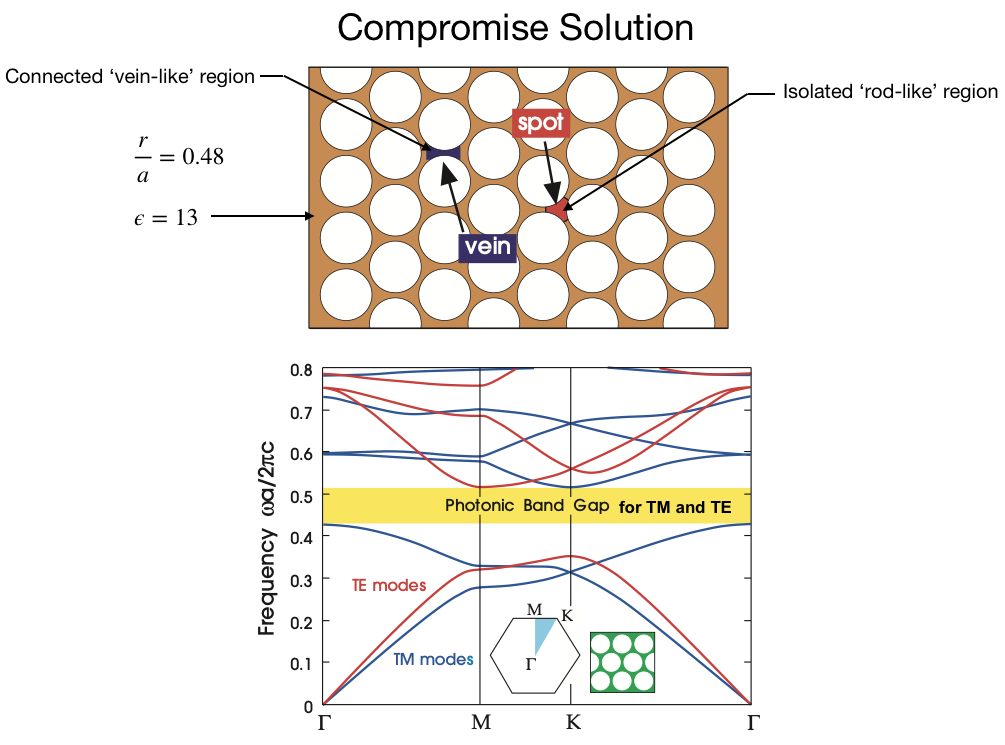 Compromise Solution
Connected ‘vein-like’ region
Isolated ‘rod-like’ region
spot
r/a = 0.48
ϵ = 13
vein
0.8
0.7
0.6
0.5
0.4
0.3
0.2
0.1
0
Frequency ωa/2πc
Photonic Band Gap for TM and TE
TE modes
TM modes
M
K
Γ
Γ
M
K
Γ